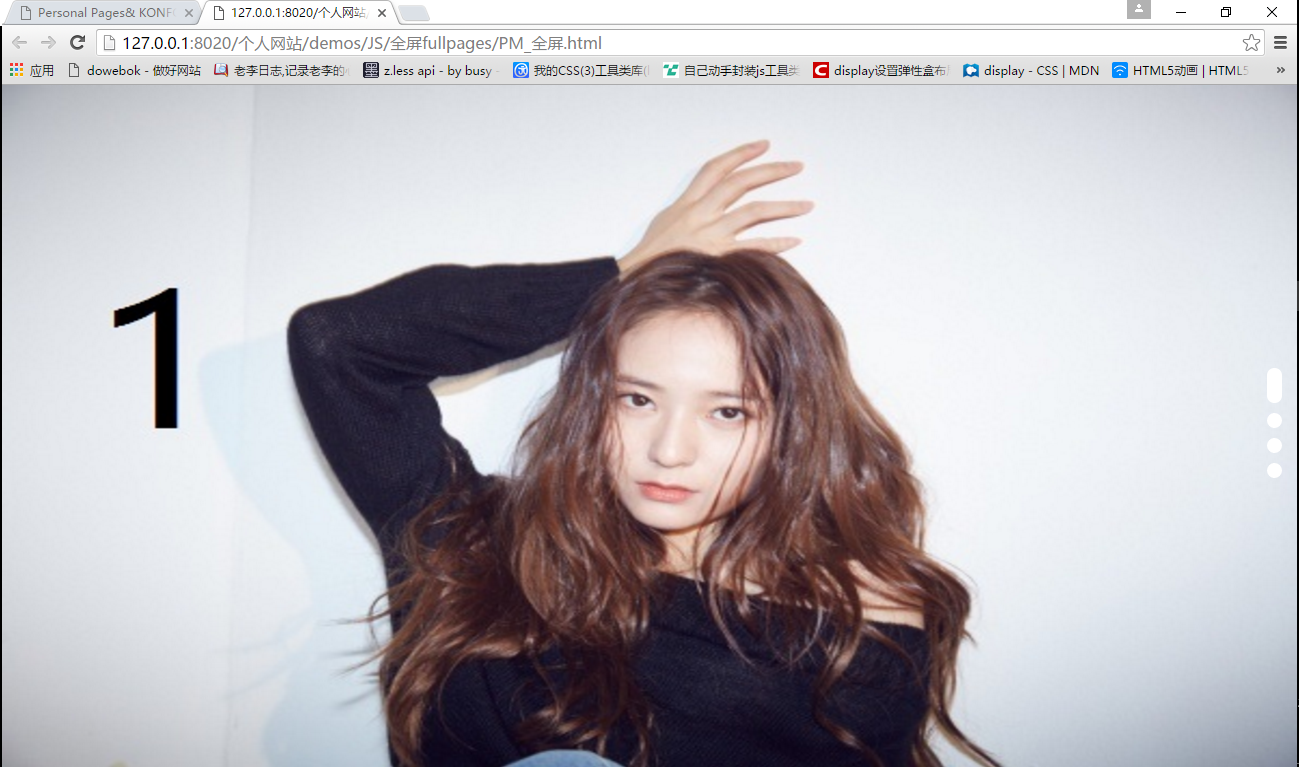 Personal Pages& KONF
127.0.0.1:8020/个人网站/
127.0.0.1:8020/个人网站/demos/JS/全屏fullpages/PM_全屏.html
应用 dowebok - 做好网站 老李日志,记录老李的 z.less api - by busy 我的CSS(3)工具类库( 自己动手封装js工具类 display设置弹性盒布 display - CSS | MDN HTML5动画 | HTML5 »
1